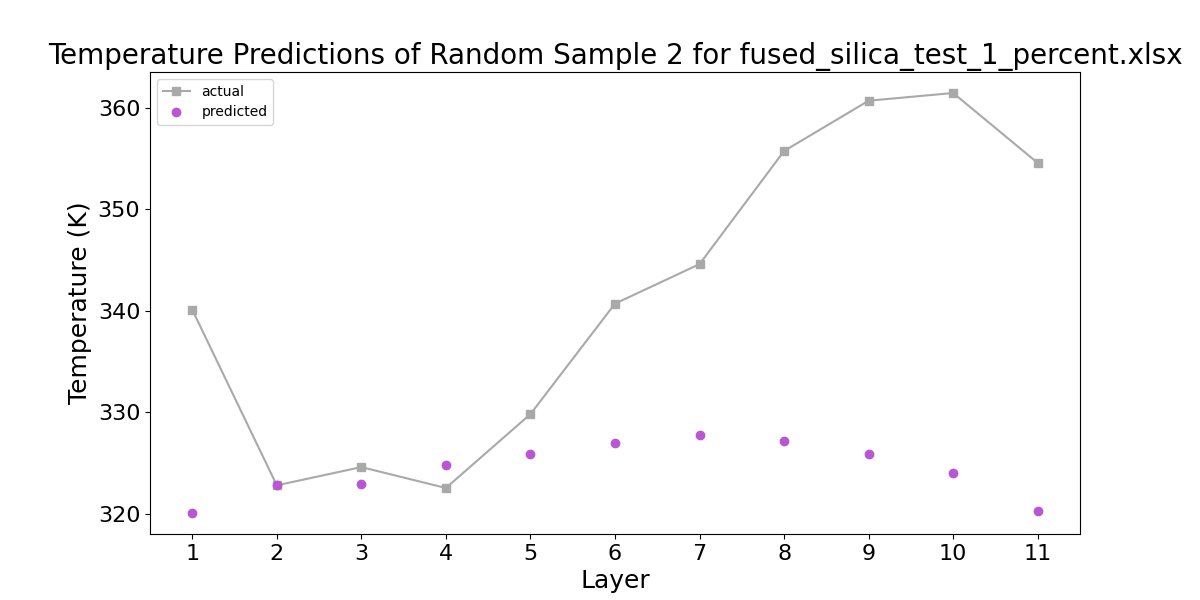 Temperature Predictions of Random Sample 2 for fused_silica_test_1_percent.xlsx
actual
predicted
Temperature (K)
360
350
340
330
320
1 2 3 4 5 6 7 8 9 10 11
Layer